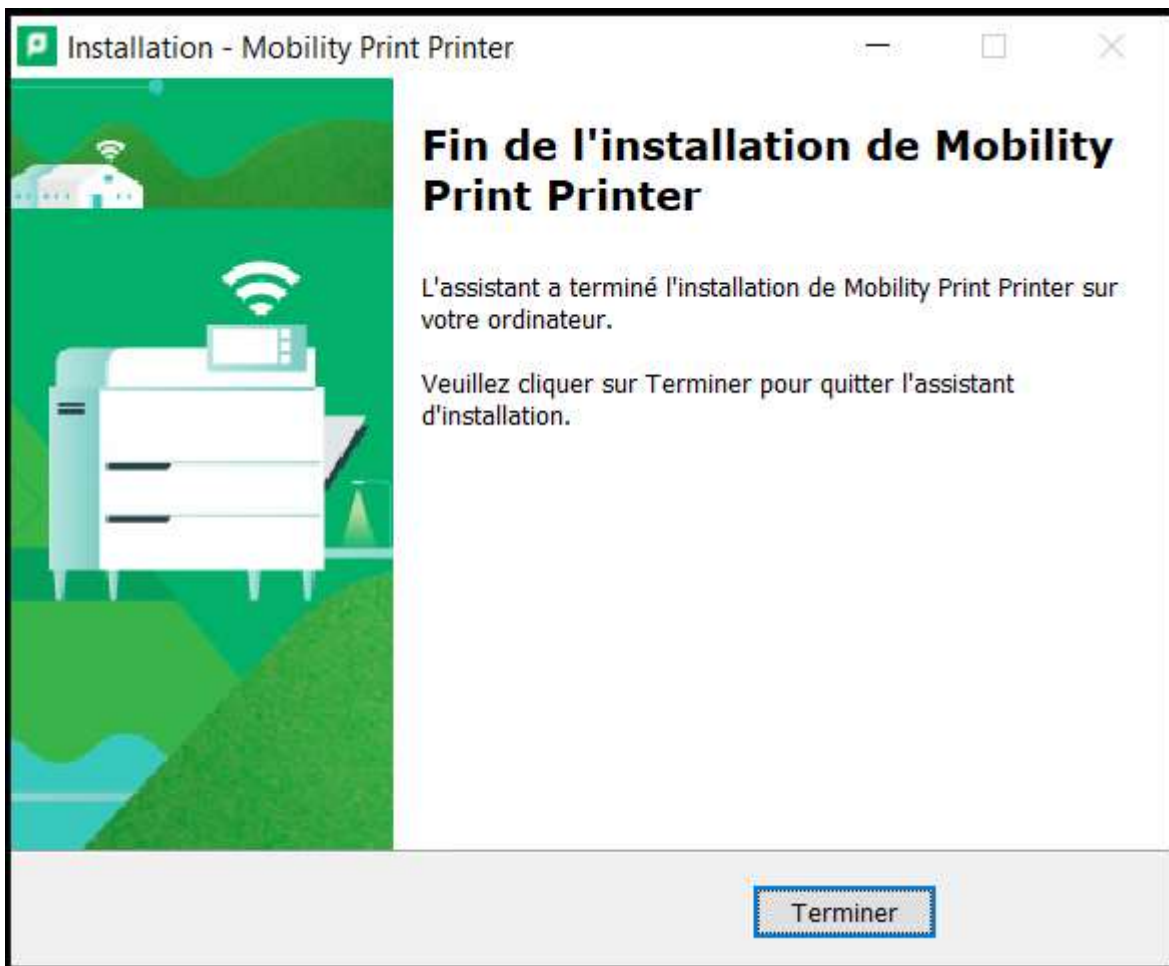 Installation - Mobility Print Printer
Fin de l'installation de Mobility
Print Printer
L'assistant a terminé l'installation de Mobility Print Printer sur
votre ordinateur.
Veuillez cliquer sur Terminer pour quitter l'assistant
d'installation.
Terminer